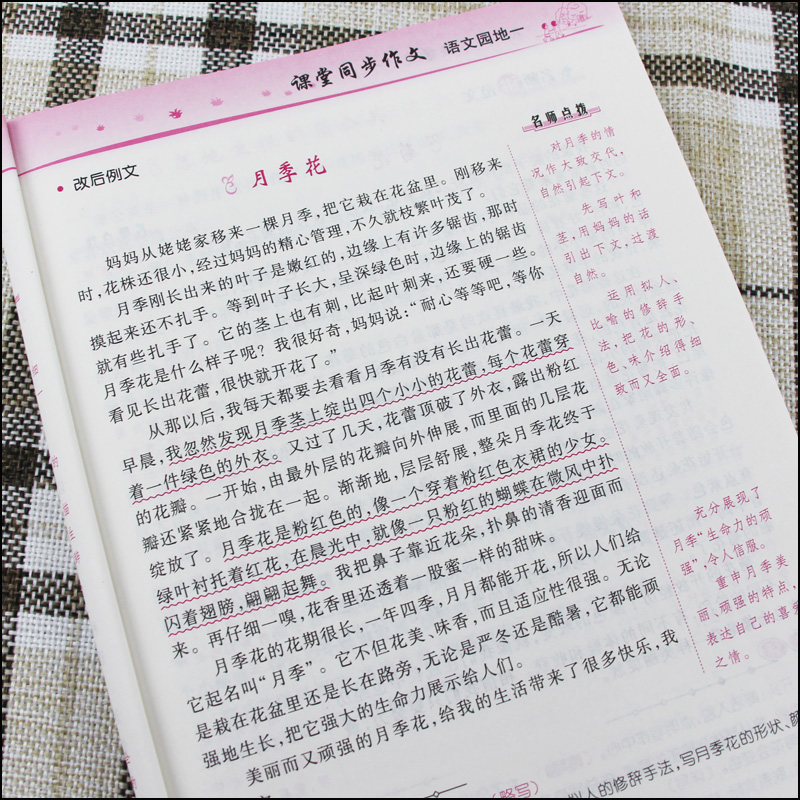 课堂同步作文 语文园地一
• 改后例文
月季花
妈妈从姥姥家移来一棵月季，把它栽在花盆里。刚移来
时，花株还很小，经过妈妈的精心管理，不久就枝繁叶茂了。
月季刚长出来的叶子是嫩红的，边缘上有许多锯齿，那时
摸起来还不扎手。等到叶子长大，呈深绿色时，边缘上的锯齿
就有些扎手了。它的茎上也有刺，比起叶刺来，还要硬一些。
月季花是什么样子呢？我很好奇，妈妈说：“耐心等等吧，等你
看见长出花蕾，很快就开花了。”
从那以后，我每天都要去看看月季有没有长出花蕾。一天
早晨，我忽然发现月季茎上绽出四个小小的花蕾，每个花蕾穿
着一件绿色的外衣。又过了几天，花蕾顶破了外衣，露出粉红
的花瓣。一开始，由最外层的花瓣向外伸展，而里面的几层花
瓣还紧紧地合拢在一起。渐渐地，层层舒展，整朵月季花终于
绽放了。月季花是粉红色的，像一个穿着粉红色衣裙的少女。
绿叶衬托着红花，在晨光中，就像一只粉红的蝴蝶在微风中扑
闪着翅膀，翩翩起舞。我把鼻子靠近花朵，扑鼻的清香迎面而
来。再仔细一嗅，花香里还透着一股蜜一样的甜味。
月季花的花期很长，一年四季，月月都能开花，所以人们给
它起名叫“月季”。它不但花美、味香，而且适应性很强。无论
是栽在花盆里还是长在路旁，无论是严冬还是酷暑，它都能顽
强地生长，把它强大的生命力展示给人们。
美丽而又顽强的月季花，给我的生活带来了很多快乐，我
名师点拨
对月季的情
况作大致交代，
自然引起下文。
先写叶和
茎，用妈妈的话
引出下文，过渡
自然。
运用拟人、
比喻的修辞手
法，把花的形、
色、味介绍得细
致而又全面。
充分展现了
月季“生命力的顽
强”，令人信服。
重申月季美
丽、顽强的特点，
表达自己的喜爱
之情。
（略写）
人的修辞手法，写月季花的形状、颜